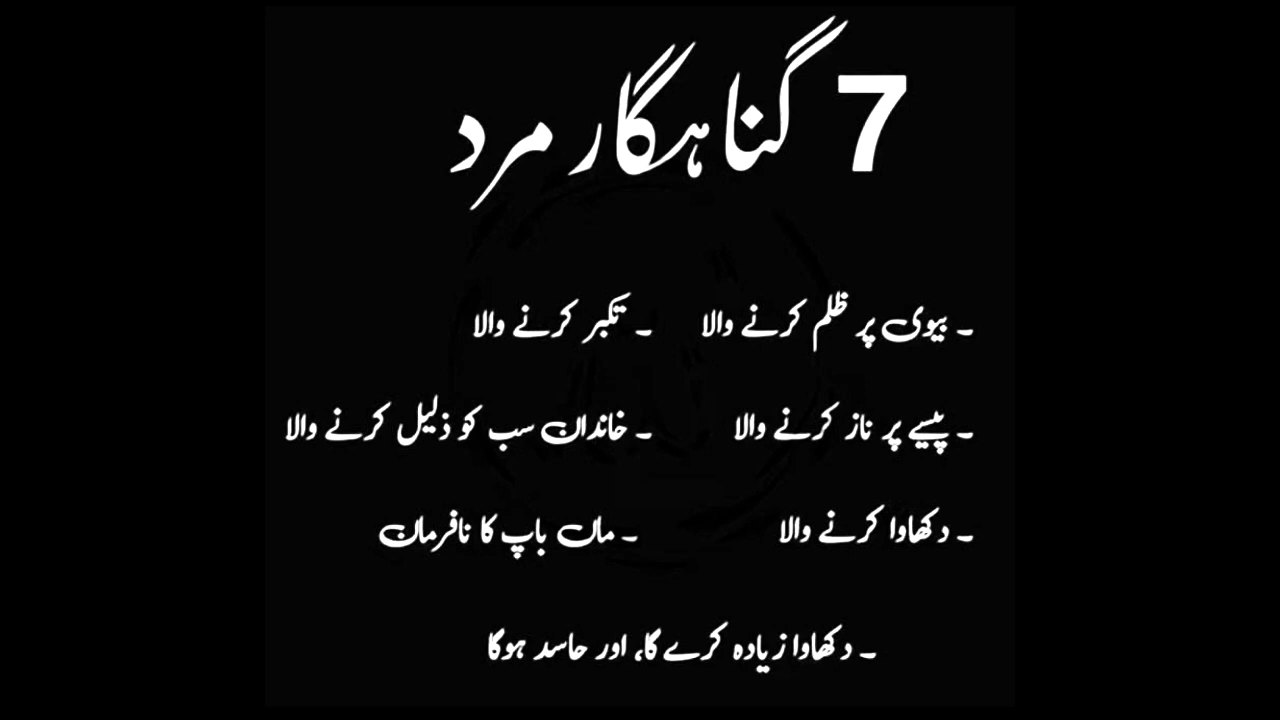 7 گناہگار مرد
۔ بیوی پر ظلم کرنے والا ۔ تکبر کرنے والا
۔ پیسے پر ناز کرنے والا ۔ خاندان سب کو ذلیل کرنے والا
۔ دکھاوا کرنے والا ۔ ماں باپ کا نافرمان
۔ دکھاوا زیادہ کرے گا، اور حاسد ہوگا